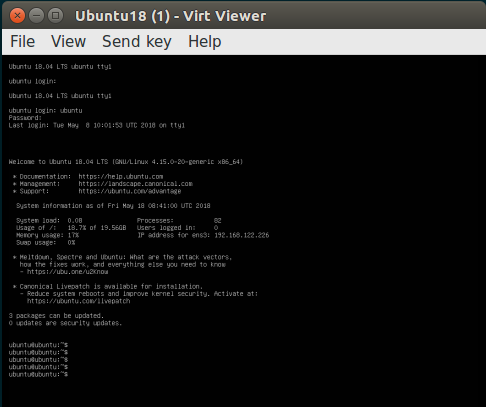 Ubuntu18 (1) - Virt Viewer
File View Send key Help
Ubuntu 18.04 LTS ubuntu tty1
ubuntu login:
Ubuntu 18.04 LTS ubuntu tty1
ubuntu login: ubuntu
Password:
Last login: Tue May  8 10:01:53 UTC 2018 on tty1
Welcome to Ubuntu 18.04 LTS (GNU/Linux 4.15.0-20-generic x86_64)
* Documentation:  https://help.ubuntu.com
* Management:     https://landscape.canonical.com
* Support:        https://ubuntu.com/advantage
System information as of Fri May 18 08:41:00 UTC 2018
System load:  0.08    Processes:           82
Usage of /:   18.7% of 19.56GB    Users logged in:     0
Memory usage: 17%    IP address for ens3: 192.168.122.226
Swap usage:   0%
* Meltdown, Spectre and Ubuntu: What are the attack vectors,
how the fixes work, and everything else you need to know
- https://ubu.one/u2Know
* Canonical Livepatch is available for installation.
- Reduce system reboots and improve kernel security. Activate at:
https://ubuntu.com/livepatch
3 packages can be updated.
0 updates are security updates.
ubuntu@ubuntu:~$
ubuntu@ubuntu:~$
ubuntu@ubuntu:~$
ubuntu@ubuntu:~$
ubuntu@ubuntu:~$